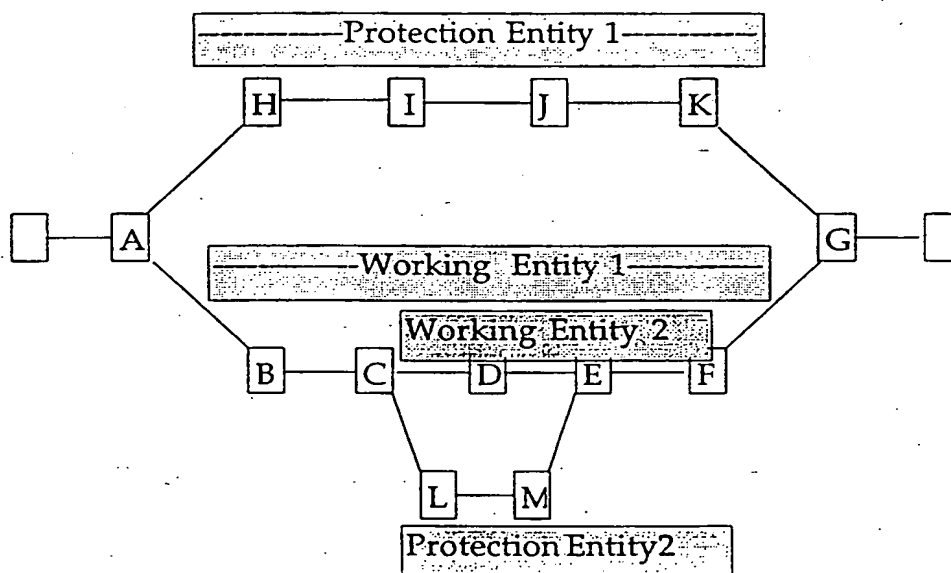 Protection Entity 1
H I J K
A G
Working Entity 1
Working Entity 2
B C D E F
L M
Protection Entity2